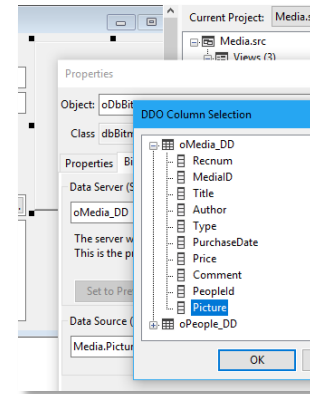 Current Project: Media.s
Media.src
Views (3)
Properties
Object: oDbBit
Class dbBitm
DDO Column Selection
Properties Bi
Data Server (S
oMedia_DD
The server w
This is the pr
Set to Pre
Data Source (
Media.Pictur
oMedia_DD
Recnum
MediaID
Title
Author
Type
PurchaseDate
Price
Comment
PeopleId
Picture
oPeople_DD
OK